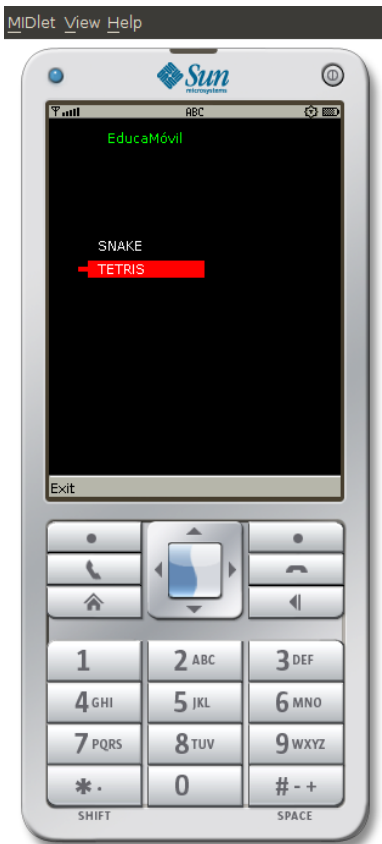 MIDlet View Help
Sun
microsystems
ABC
EducaMóvil
SNAKE
TETRIS
Exit
1 2 ABC 3 DEF
4 GHI 5 JKL 6 MNO
7 PQRS 8 TUV 9 WXYZ
* . 0 # - +
SHIFT SPACE